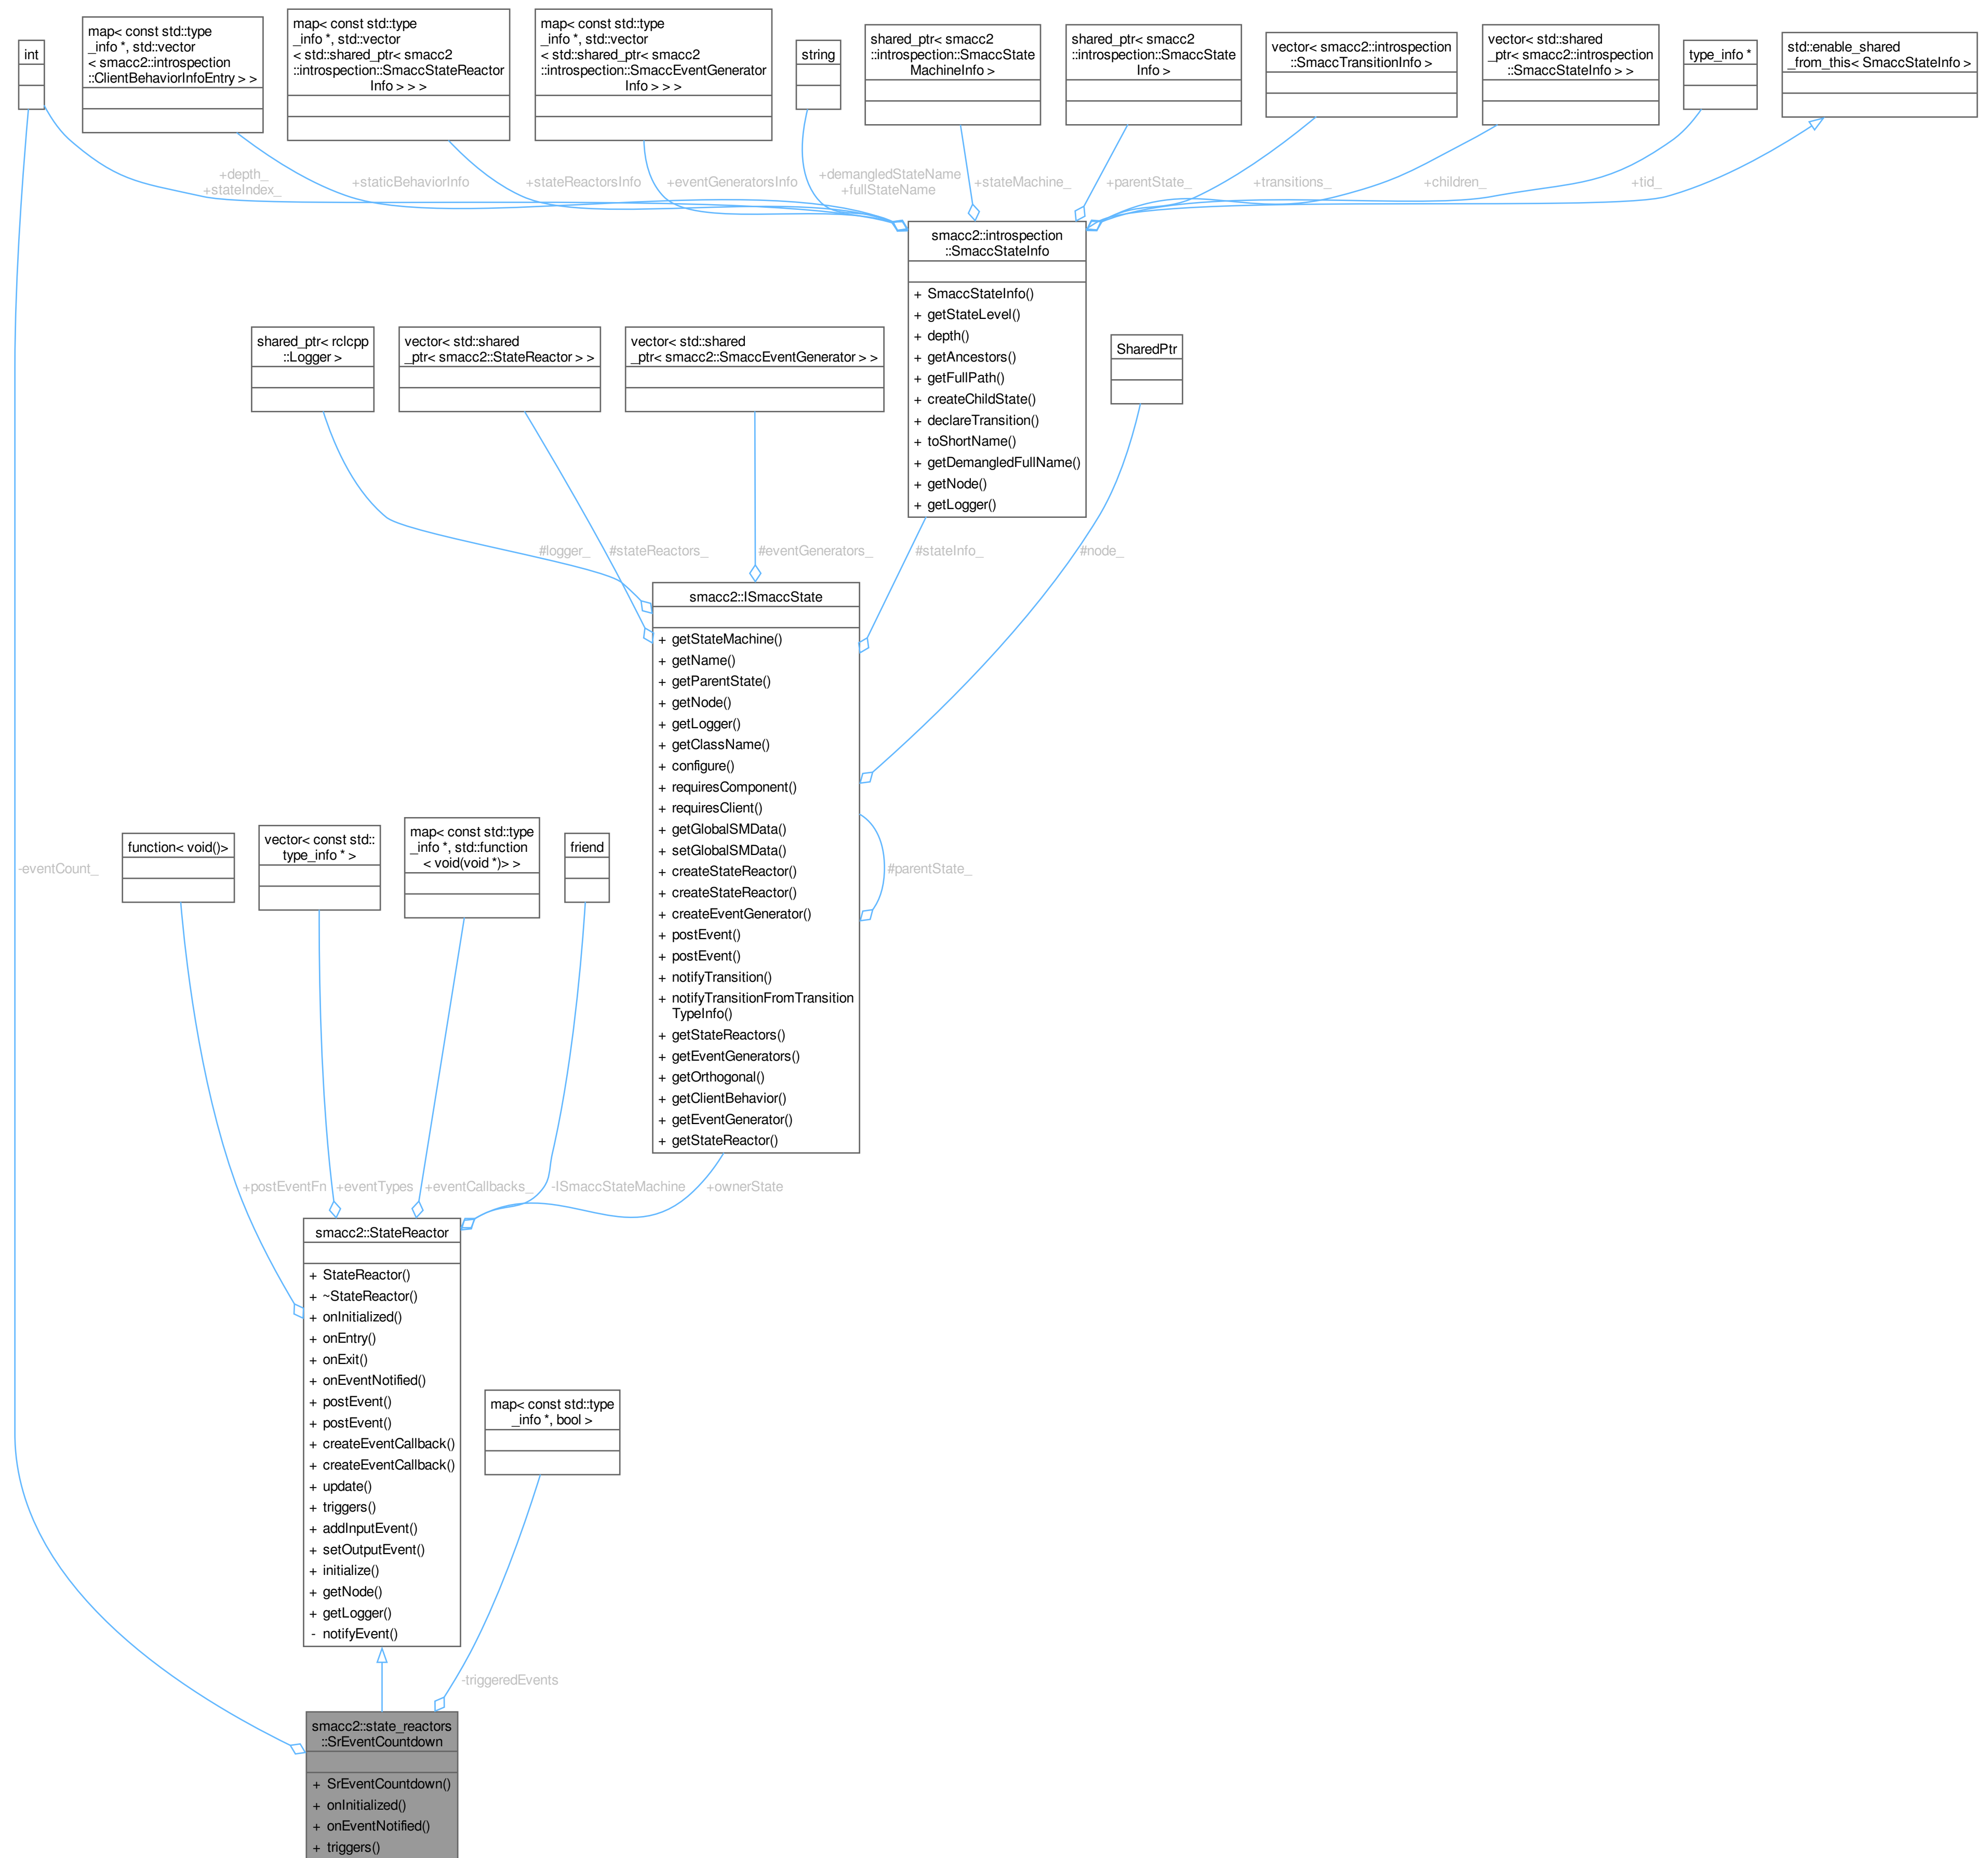 int
map< const std::type
_info *, std::vector
< smacc2::introspection
::ClientBehaviorInfoEntry > >
map< const std::type
_info *, std::vector
< std::shared_ptr< smacc2
::introspection::SmaccStateReactor
Info > > >
map< const std::type
_info *, std::vector
< std::shared_ptr< smacc2
::introspection::SmaccEventGenerator
Info > > >
string
shared_ptr< smacc2
::introspection::SmaccState
MachineInfo >
shared_ptr< smacc2
::introspection::SmaccState
Info >
vector< smacc2::introspection
::SmaccTransitionInfo >
vector< std::shared
_ptr< smacc2::introspection
::SmaccStateInfo > >
type_info *
std::enable_shared
_from_this< SmaccStateInfo >
+depth_
+stateIndex_
+staticBehaviorInfo
+stateReactorsInfo
+eventGeneratorsInfo
+demangledStateName
+fullStateName
+stateMachine_
+parentState_
+transitions_
+children_
+tid_
smacc2::introspection
::SmaccStateInfo
+ SmaccStateInfo()
+ getStateLevel()
+ depth()
+ getAncestors()
+ getFullPath()
+ createChildState()
+ declareTransition()
+ toShortName()
+ getDemangledFullName()
+ getNode()
+ getLogger()
shared_ptr< rclcpp
::Logger >
vector< std::shared
_ptr< smacc2::StateReactor > >
vector< std::shared
_ptr< smacc2::SmaccEventGenerator > >
SharedPtr
#logger_
#stateReactors_
#eventGenerators_
#stateInfo_
#node_
smacc2::ISmaccState
+ getStateMachine()
+ getName()
+ getParentState()
+ getNode()
+ getLogger()
+ getClassName()
+ configure()
+ requiresComponent()
+ requiresClient()
+ getGlobalSMData()
+ setGlobalSMData()
+ createStateReactor()
+ createStateReactor()
+ createEventGenerator()
+ postEvent()
+ postEvent()
+ notifyTransition()
+ notifyTransitionFromTransition
TypeInfo()
+ getStateReactors()
+ getEventGenerators()
+ getOrthogonal()
+ getClientBehavior()
+ getEventGenerator()
+ getStateReactor()
#parentState_
-eventCount_
function< void()>
vector< const std::
type_info * >
map< const std::type
_info *, std::function
< void(void *)> >
friend
+postEventFn
+eventTypes
+eventCallbacks_
-ISmaccStateMachine
+ownerState
smacc2::StateReactor
+ StateReactor()
+ ~StateReactor()
+ onInitialized()
+ onEntry()
+ onExit()
+ onEventNotified()
+ postEvent()
+ postEvent()
+ createEventCallback()
+ createEventCallback()
+ update()
+ triggers()
+ addInputEvent()
+ setOutputEvent()
+ initialize()
+ getNode()
+ getLogger()
- notifyEvent()
map< const std::type
_info *, bool >
-triggeredEvents
smacc2::state_reactors
::SrEventCountdown
+ SrEventCountdown()
+ onInitialized()
+ onEventNotified()
+ triggers()